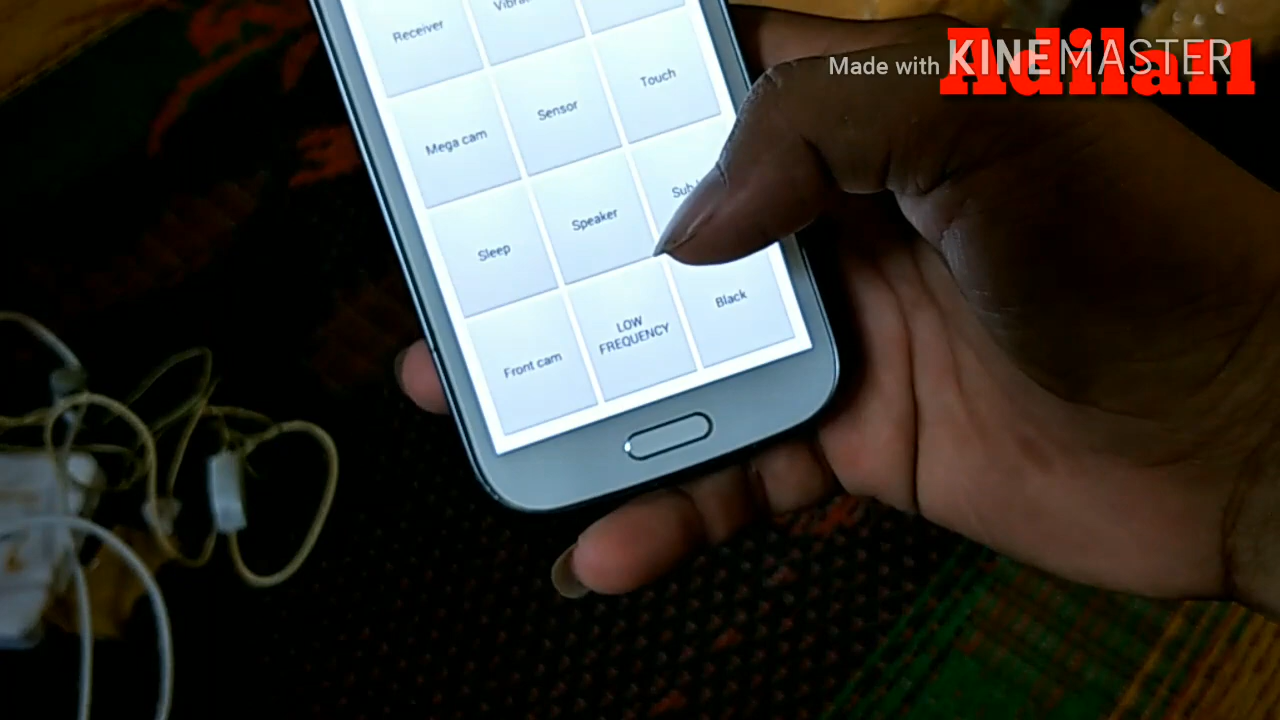 Made with KINEMASTER
Adilan
Receiver
Touch
Mega cam
Sensor
Sleep
Speaker
Front cam
LOW
FREQUENCY
Black